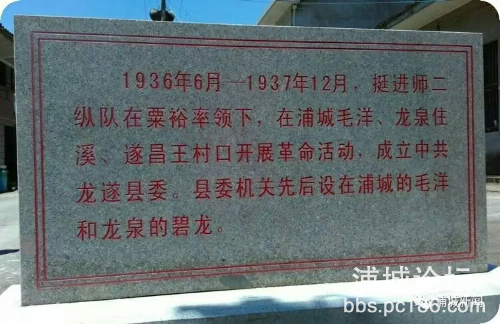 1936年6月—1937年12月，挺进师二
纵队在粟裕率领下，在浦城毛洋、龙泉住
溪、遂昌王村口开展革命活动，成立中共
龙遂县委。县委机关先后设在浦城的毛洋
和龙泉的碧龙。
浦城论坛
浦城新闻